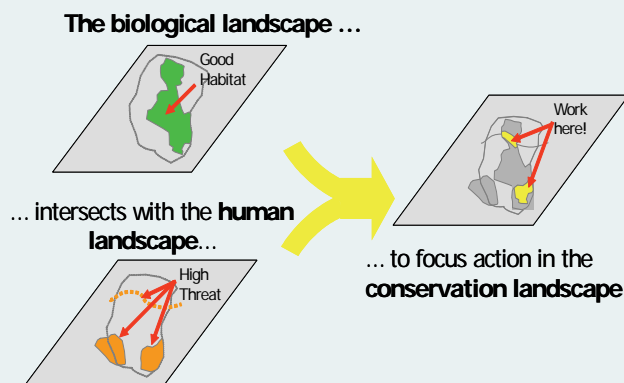 The biological landscape ...
Good
Habitat
... intersects with the human
landscape...
High
Threat
Work
here!
... to focus action in the
conservation landscape